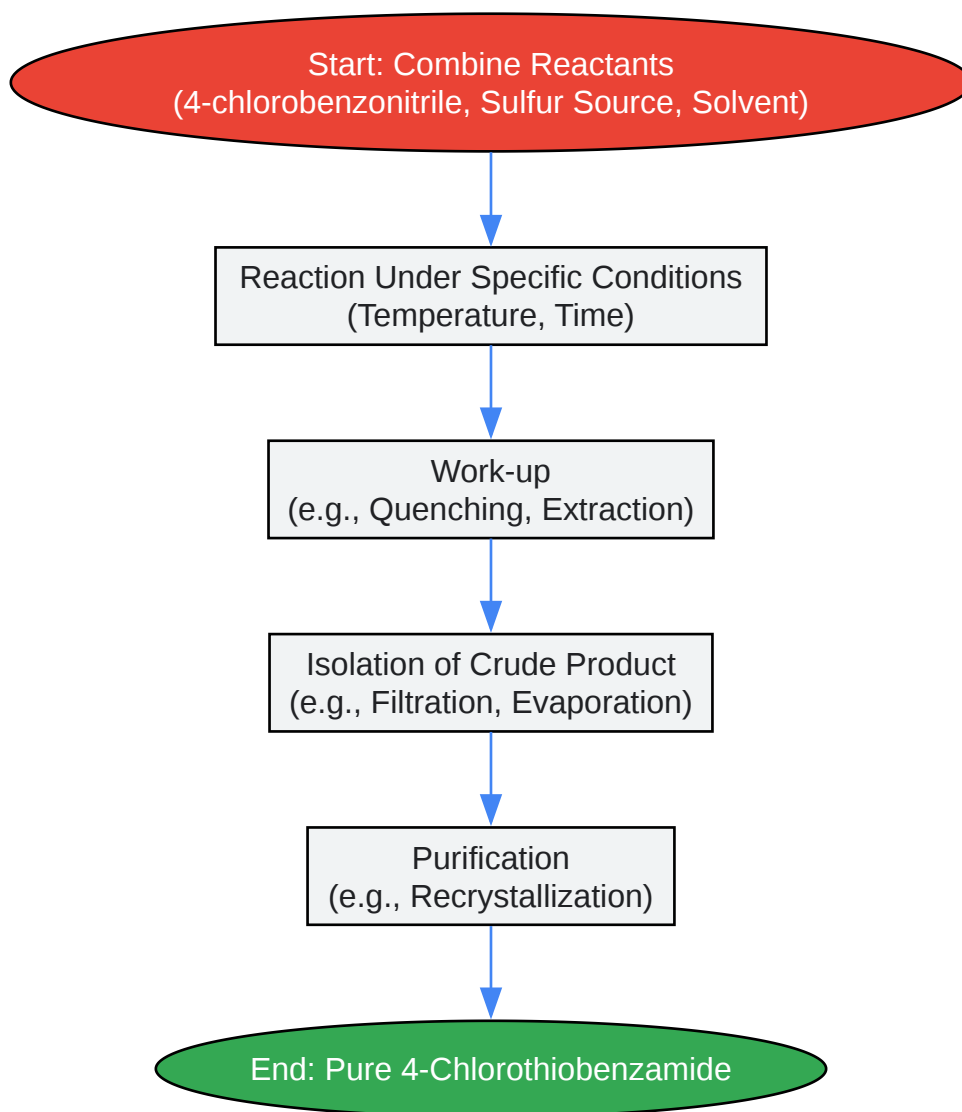 Start: Combine Reactants
(4-chlorobenzonitrile, Sulfur Source, Solvent)
Reaction Under Specific Conditions
(Temperature, Time)
Work-up
(e.g., Quenching, Extraction)
Isolation of Crude Product
(e.g., Filtration, Evaporation)
Purification
(e.g., Recrystallization)
End: Pure 4-Chlorothiobenzamide